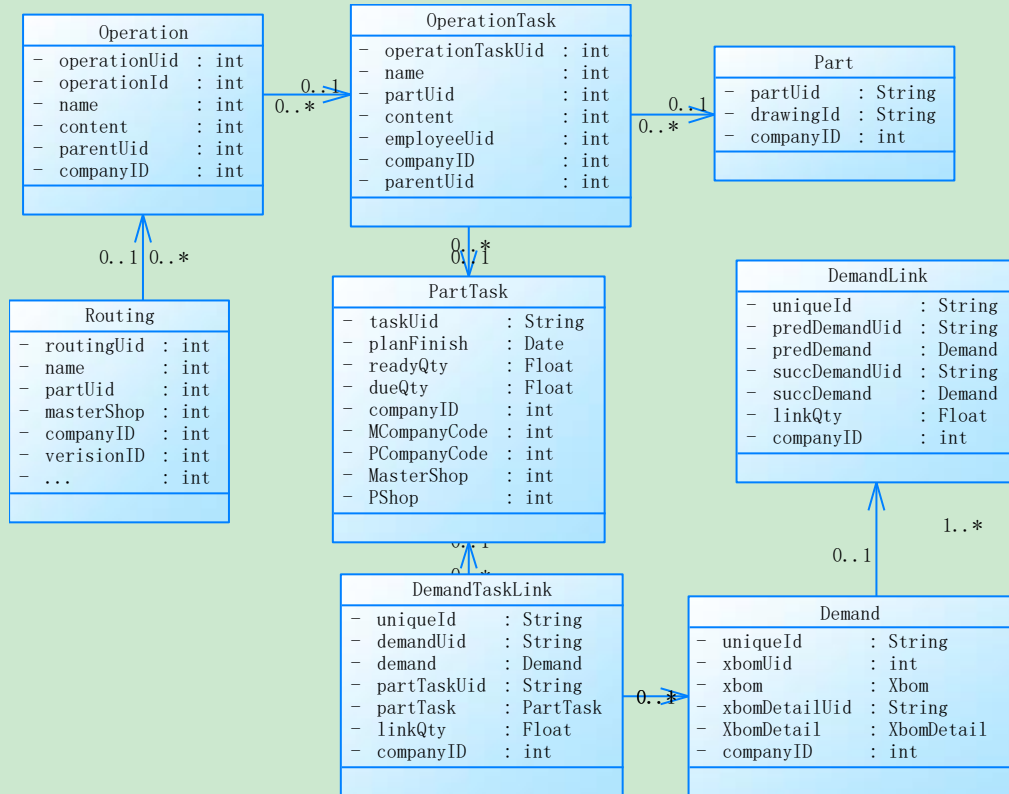 Operation
- operationUid : int
- operationId : int
- name : int
- content : int
- parentUid : int
- companyID : int
0..1
0..*
OperationTask
- operationTaskUid : int
- name : int
- partUid : int
- content : int
- employeeUid : int
- companyID : int
- parentUid : int
0..1
0..*
Part
- partUid : String
- drawingId : String
companyID : int
0..1 0..*
0..*
0..1
Routing
- routingUid : int
- name : int
- partUid : int
- masterShop : int
- companyID : int
- verisionID : int
- ... : int
PartTask
- taskUid : String
- planFinish : Date
- readyQty : Float
- dueQty : Float
- companyID : int
- MCompanyCode : int
- PCompanyCode : int
- MasterShop : int
- PShop : int
DemandLink
- uniqueId : String
- predDemandUid : String
- predDemand : Demand
- succDemandUid : String
- succDemand : Demand
- linkQty : Float
- companyID : int
1..*
0..1
DemandTaskLink
- uniqueId : String
- demandUid : String
- demand : Demand
- partTaskUid : String
- partTask : PartTask
- linkQty : Float
- companyID : int
Demand
- uniqueId : String
- xbomUid : int
- xbom : Xbom
- xbomDetailUid : String
- XbomDetail : XbomDetail
- companyID : int